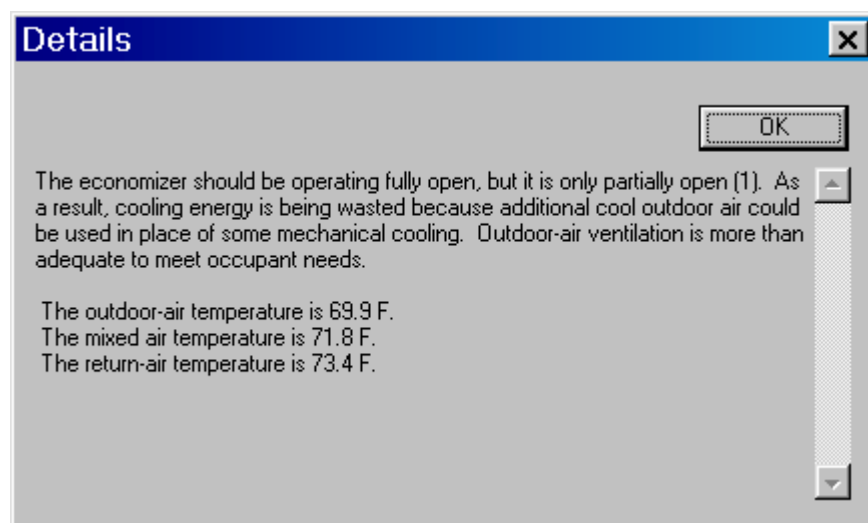 Details
OK
The economizer should be operating fully open, but it is only partially open (1).  As
a result, cooling energy is being wasted because additional cool outdoor air could
be used in place of some mechanical cooling.  Outdoor-air ventilation is more than
adequate to meet occupant needs.
The outdoor-air temperature is 69.9 F.
The mixed air temperature is 71.8 F.
The return-air temperature is 73.4 F.